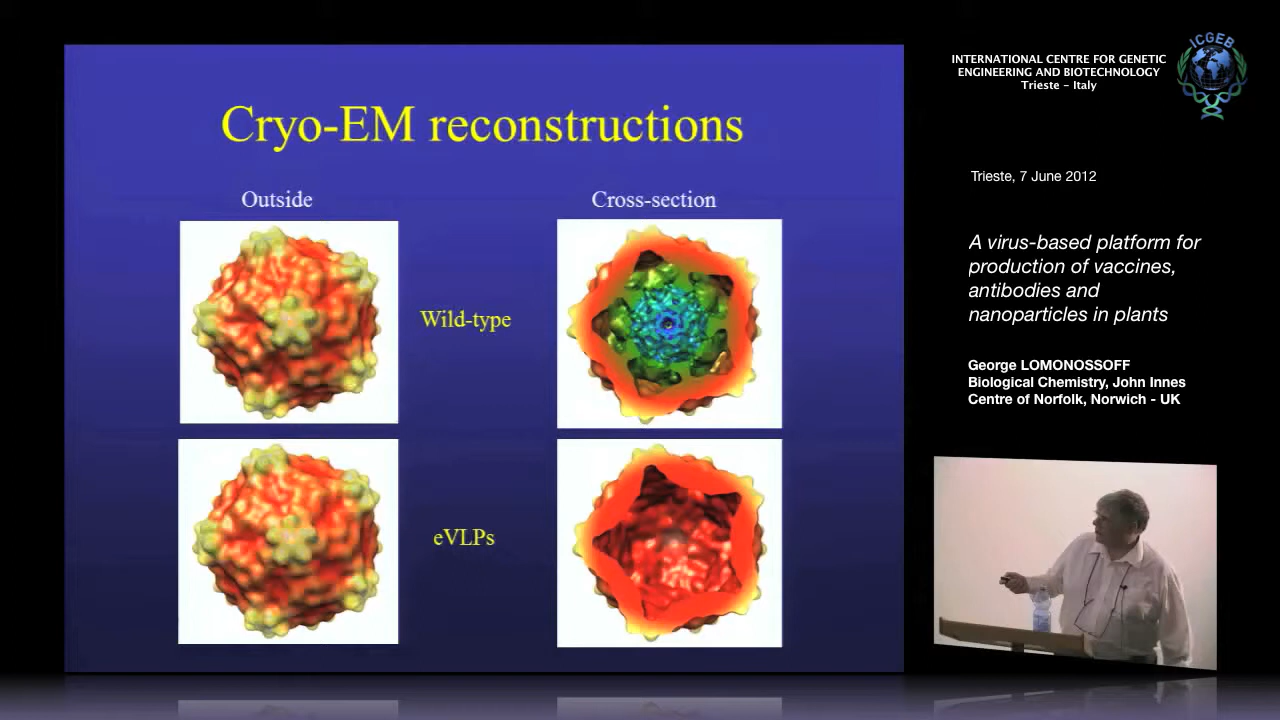 Cryo-EM reconstructions
Outside
Cross-section
Wild-type
eVLPs
ICGEB
INTERNATIONAL CENTRE FOR GENETIC
ENGINEERING AND BIOTECHNOLOGY
Trieste - Italy
Trieste, 7 June 2012
A virus-based platform for
production of vaccines,
antibodies and
nanoparticles in plants
George LOMONOSSOFF
Biological Chemistry, John Innes
Centre of Norfolk, Norwich - UK